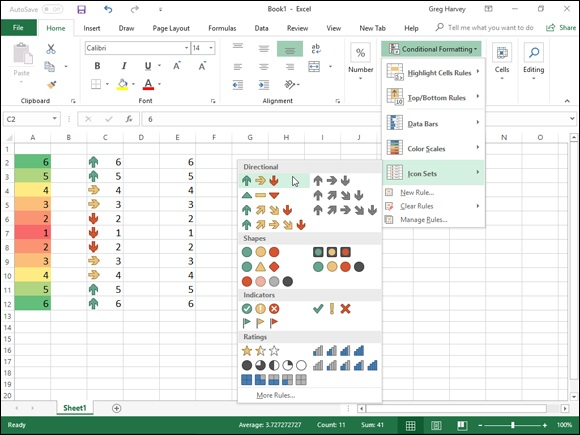 AutoSave Off
Book1 - Excel
Greg Harvey
File Home Insert Draw Page Layout Formulas Data Review View New Tab Help Tell me what you want to do Share
Paste
Calibri 14
B I U
A A
ab
Number
%
Conditional Formatting
Cells
Editing
Clipboard Font Alignment
C2 fx 6
Highlight Cells Rules
Top/Bottom Rules
Data Bars
Color Scales
Icon Sets
New Rule...
Clear Rules
Manage Rules...
A B C D E F G H I J K L M N
1
2 6 6 6
3 5 5 5
4 4 4 4
5 3 3 3
6 2 2 2
7 1 1 1
8 2 2 2
9 3 3 3
10 4 4 4
11 5 5 5
12 6 6 6
13
14
15
16
17
18
19
20
Directional
Shapes
Indicators
Ratings
More Rules...
Sheet1
Ready Average: 3.727272727 Count: 11 Sum: 41 100%